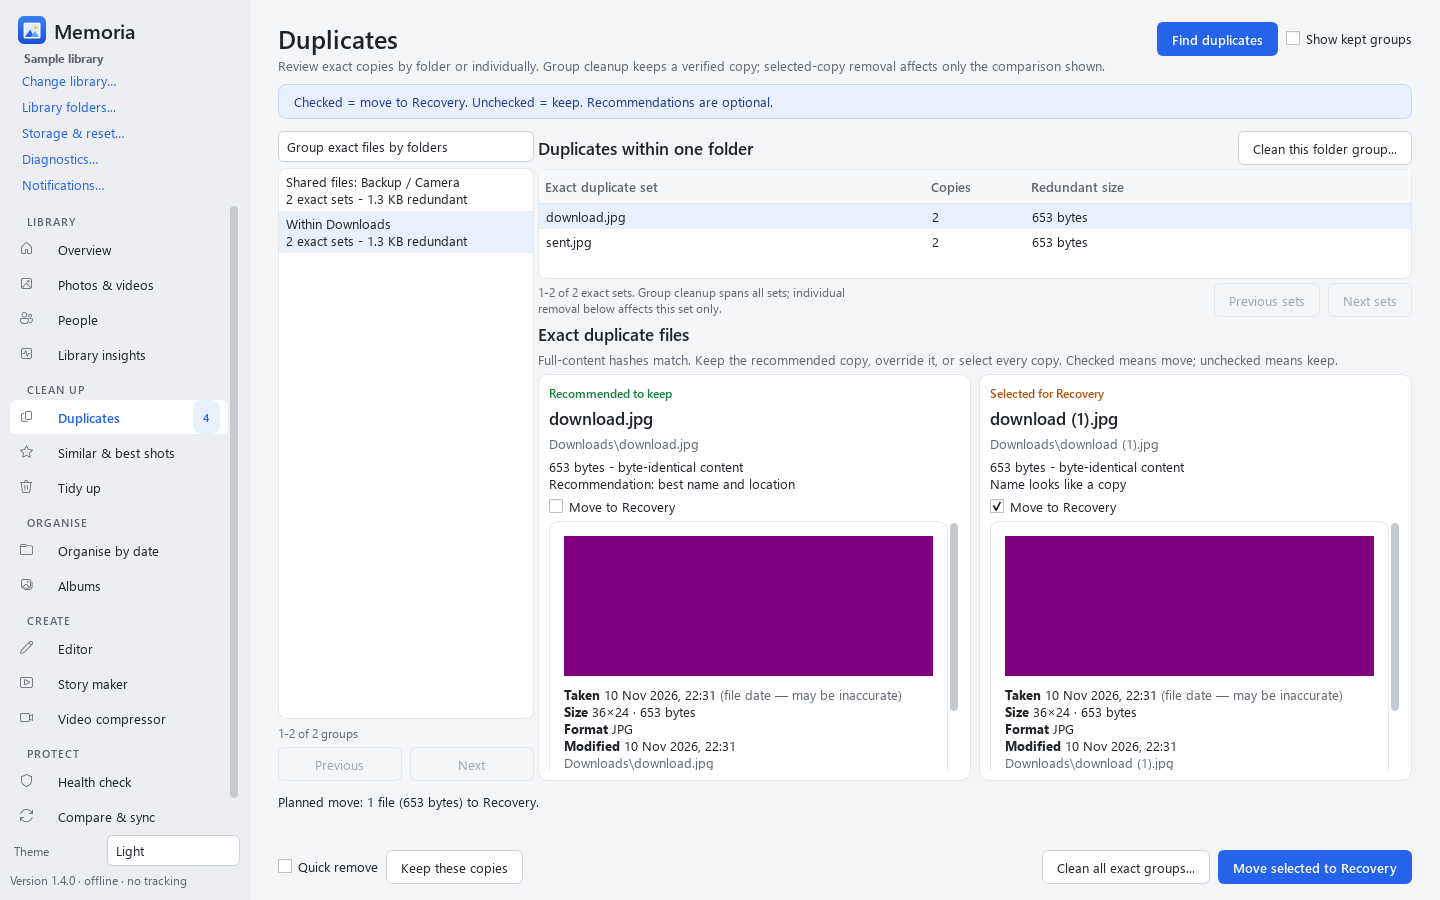 Memoria
Sample library
Change library...
Library folders...
Storage & reset...
Diagnostics...
Notifications...
LIBRARY
Overview
Photos & videos
People
Library insights
CLEAN UP
Duplicates 4
Similar & best shots
Tidy up
ORGANISE
Organise by date
Albums
CREATE
Editor
Story maker
Video compressor
PROTECT
Health check
Compare & sync
Theme Light
Version 1.4.0 · offline · no tracking
Duplicates
Find duplicates
Show kept groups
Review exact copies by folder or individually. Group cleanup keeps a verified copy; selected-copy removal affects only the comparison shown.
Checked = move to Recovery. Unchecked = keep. Recommendations are optional.
Group exact files by folders
Shared files: Backup / Camera
2 exact sets - 1.3 KB redundant
Within Downloads
2 exact sets - 1.3 KB redundant
1-2 of 2 groups
Previous Next
Duplicates within one folder
Clean this folder group...
Exact duplicate set Copies Redundant size
download.jpg 2 653 bytes
sent.jpg 2 653 bytes
1-2 of 2 exact sets. Group cleanup spans all sets; individual
removal below affects this set only.
Previous sets Next sets
Exact duplicate files
Full-content hashes match. Keep the recommended copy, override it, or select every copy. Checked means move; unchecked means keep.
Recommended to keep
download.jpg
Downloads\download.jpg
653 bytes - byte-identical content
Recommendation: best name and location
Move to Recovery
Taken 10 Nov 2026, 22:31 (file date — may be inaccurate)
Size 36×24 · 653 bytes
Format JPG
Modified 10 Nov 2026, 22:31
Downloads\download.jpg
Selected for Recovery
download (1).jpg
Downloads\download (1).jpg
653 bytes - byte-identical content
Name looks like a copy
Move to Recovery
Taken 10 Nov 2026, 22:31 (file date — may be inaccurate)
Size 36×24 · 653 bytes
Format JPG
Modified 10 Nov 2026, 22:31
Downloads\download (1).jpg
Planned move: 1 file (653 bytes) to Recovery.
Quick remove
Keep these copies
Clean all exact groups...
Move selected to Recovery